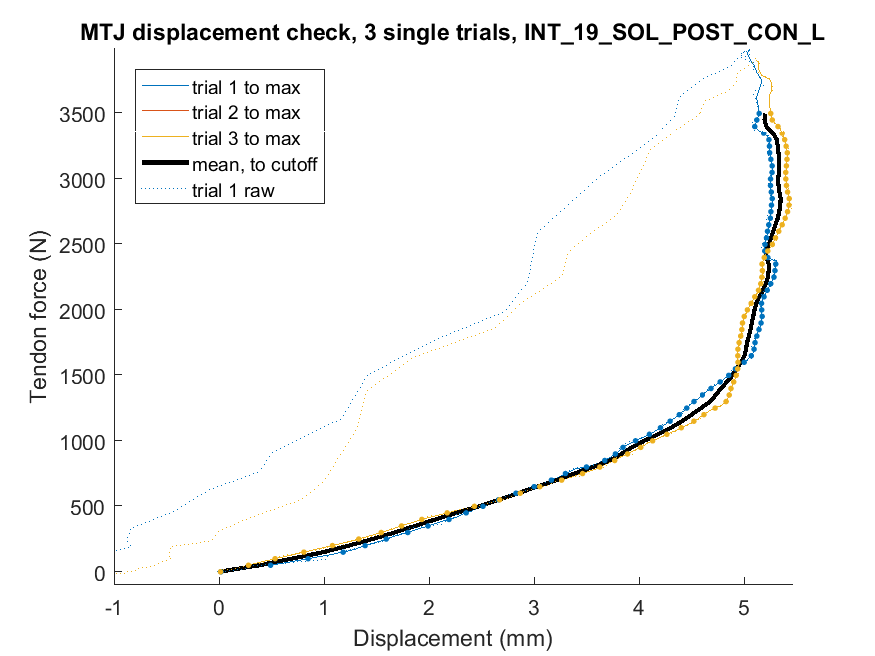 MTJ displacement check, 3 single trials, INT_19_SOL_POST_CON_L
trial 1 to max
trial 2 to max
trial 3 to max
mean, to cutoff
trial 1 raw
3500
3000
2500
2000
1500
1000
500
0
Tendon force (N)
-1 0 1 2 3 4 5
Displacement (mm)